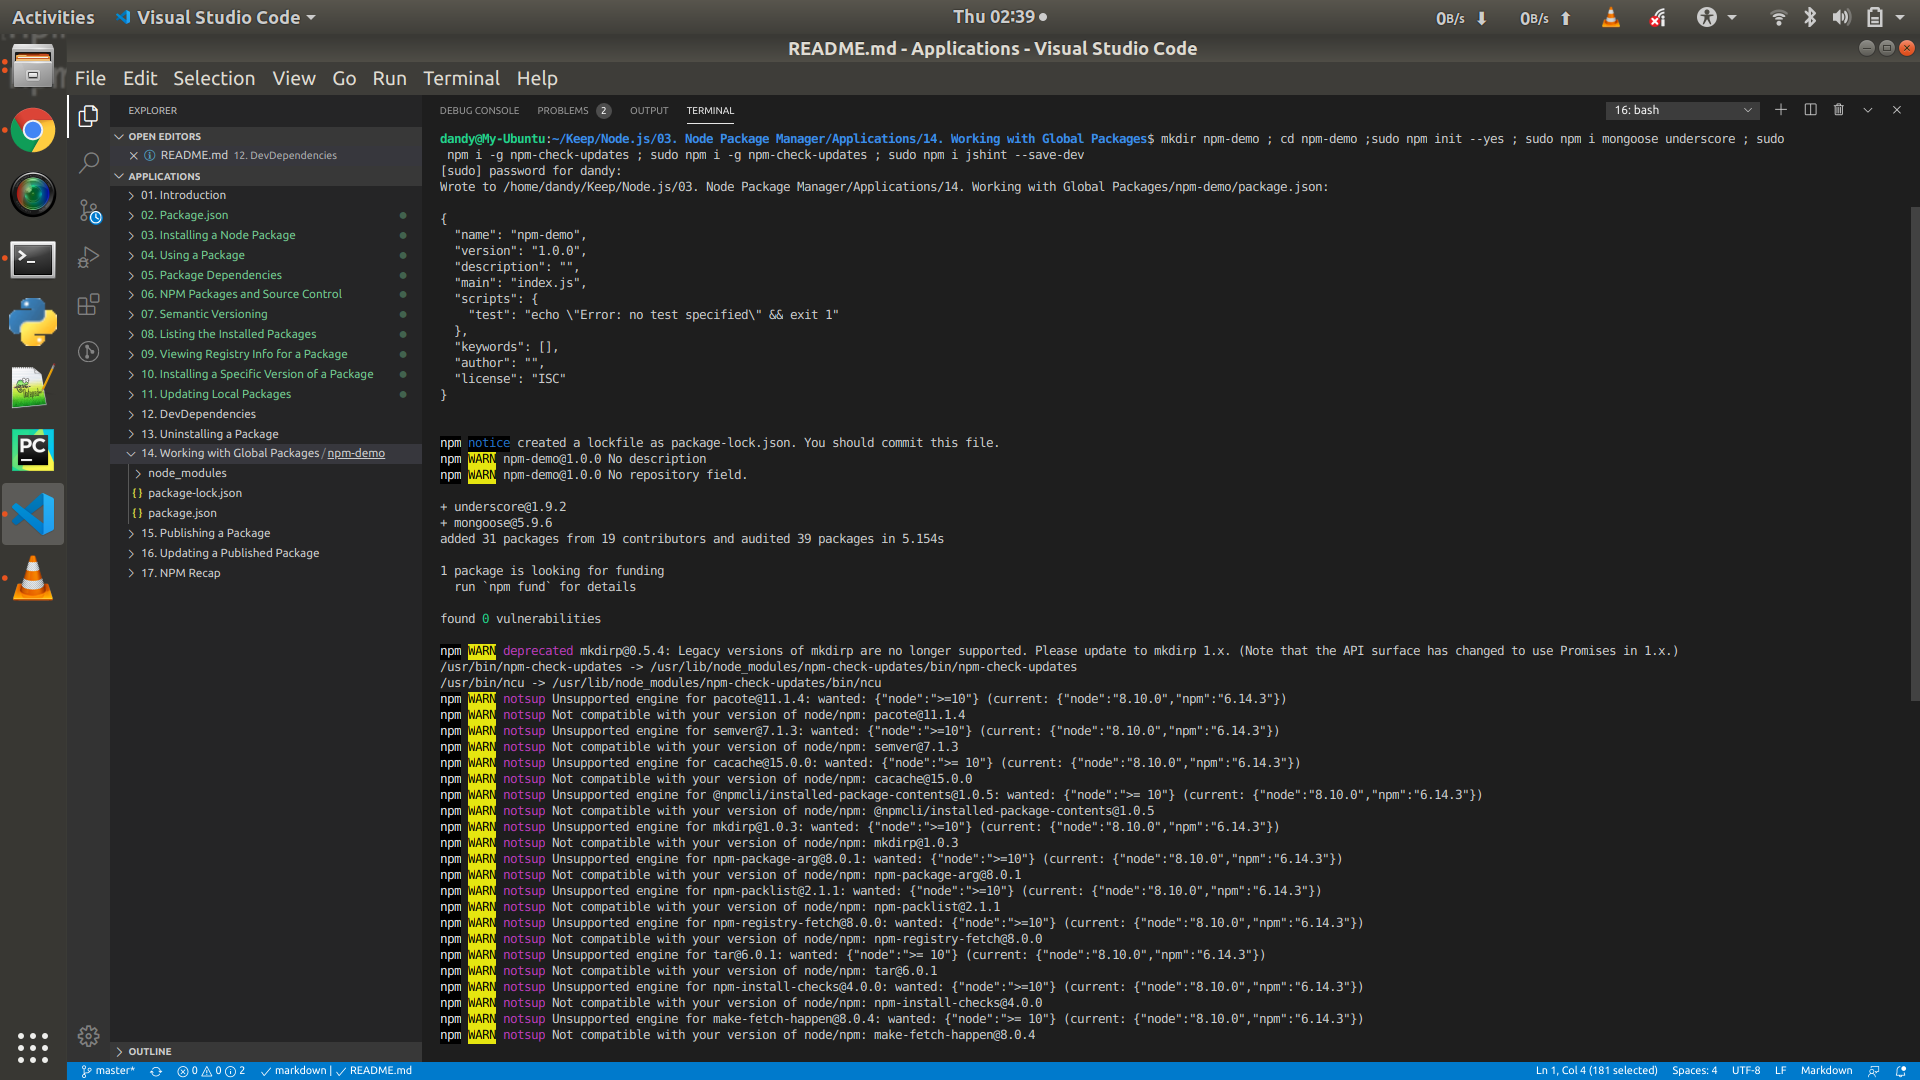 Activities
Visual Studio Code
Thu 02:39
0B/s
0B/s
README.md - Applications - Visual Studio Code
File Edit Selection View Go Run Terminal Help
EXPLORER
OPEN EDITORS
README.md 12. DevDependencies
APPLICATIONS
01. Introduction
02. Package.json
03. Installing a Node Package
04. Using a Package
05. Package Dependencies
06. NPM Packages and Source Control
07. Semantic Versioning
08. Listing the Installed Packages
09. Viewing Registry Info for a Package
10. Installing a Specific Version of a Package
11. Updating Local Packages
12. DevDependencies
13. Uninstalling a Package
14. Working with Global Packages / npm-demo
node_modules
{} package-lock.json
{} package.json
15. Publishing a Package
16. Updating a Published Package
17. NPM Recap
OUTLINE
DEBUG CONSOLE PROBLEMS 2 OUTPUT TERMINAL
16: bash
dandy@My-Ubuntu:~/Keep/Node.js/03. Node Package Manager/Applications/14. Working with Global Packages$ mkdir npm-demo ; cd npm-demo ;sudo npm init --yes ; sudo npm i mongoose underscore ; sudo
npm i -g npm-check-updates ; sudo npm i -g npm-check-updates ; sudo npm i jshint --save-dev
[sudo] password for dandy:
Wrote to /home/dandy/Keep/Node.js/03. Node Package Manager/Applications/14. Working with Global Packages/npm-demo/package.json:
{
"name": "npm-demo",
"version": "1.0.0",
"description": "",
"main": "index.js",
"scripts": {
"test": "echo \"Error: no test specified\" && exit 1"
},
"keywords": [],
"author": "",
"license": "ISC"
}
npm notice created a lockfile as package-lock.json. You should commit this file.
npm WARN npm-demo@1.0.0 No description
npm WARN npm-demo@1.0.0 No repository field.
+ underscore@1.9.2
+ mongoose@5.9.6
added 31 packages from 19 contributors and audited 39 packages in 5.154s
1 package is looking for funding
run `npm fund` for details
found 0 vulnerabilities
npm WARN deprecated mkdirp@0.5.4: Legacy versions of mkdirp are no longer supported. Please update to mkdirp 1.x. (Note that the API surface has changed to use Promises in 1.x.)
/usr/bin/npm-check-updates -> /usr/lib/node_modules/npm-check-updates/bin/npm-check-updates
/usr/bin/ncu -> /usr/lib/node_modules/npm-check-updates/bin/ncu
npm WARN notsup Unsupported engine for pacote@11.1.4: wanted: {"node":">=10"} (current: {"node":"8.10.0","npm":"6.14.3"})
npm WARN notsup Not compatible with your version of node/npm: pacote@11.1.4
npm WARN notsup Unsupported engine for semver@7.1.3: wanted: {"node":">=10"} (current: {"node":"8.10.0","npm":"6.14.3"})
npm WARN notsup Not compatible with your version of node/npm: semver@7.1.3
npm WARN notsup Unsupported engine for cacache@15.0.0: wanted: {"node":">= 10"} (current: {"node":"8.10.0","npm":"6.14.3"})
npm WARN notsup Not compatible with your version of node/npm: cacache@15.0.0
npm WARN notsup Unsupported engine for @npmcli/installed-package-contents@1.0.5: wanted: {"node":">= 10"} (current: {"node":"8.10.0","npm":"6.14.3"})
npm WARN notsup Not compatible with your version of node/npm: @npmcli/installed-package-contents@1.0.5
npm WARN notsup Unsupported engine for mkdirp@1.0.3: wanted: {"node":">=10"} (current: {"node":"8.10.0","npm":"6.14.3"})
npm WARN notsup Not compatible with your version of node/npm: mkdirp@1.0.3
npm WARN notsup Unsupported engine for npm-package-arg@8.0.1: wanted: {"node":">=10"} (current: {"node":"8.10.0","npm":"6.14.3"})
npm WARN notsup Not compatible with your version of node/npm: npm-package-arg@8.0.1
npm WARN notsup Unsupported engine for npm-packlist@2.1.1: wanted: {"node":">=10"} (current: {"node":"8.10.0","npm":"6.14.3"})
npm WARN notsup Not compatible with your version of node/npm: npm-packlist@2.1.1
npm WARN notsup Unsupported engine for npm-registry-fetch@8.0.0: wanted: {"node":">=10"} (current: {"node":"8.10.0","npm":"6.14.3"})
npm WARN notsup Not compatible with your version of node/npm: npm-registry-fetch@8.0.0
npm WARN notsup Unsupported engine for tar@6.0.1: wanted: {"node":">= 10"} (current: {"node":"8.10.0","npm":"6.14.3"})
npm WARN notsup Not compatible with your version of node/npm: tar@6.0.1
npm WARN notsup Unsupported engine for npm-install-checks@4.0.0: wanted: {"node":">=10"} (current: {"node":"8.10.0","npm":"6.14.3"})
npm WARN notsup Not compatible with your version of node/npm: npm-install-checks@4.0.0
npm WARN notsup Unsupported engine for make-fetch-happen@8.0.4: wanted: {"node":">= 10"} (current: {"node":"8.10.0","npm":"6.14.3"})
npm WARN notsup Not compatible with your version of node/npm: make-fetch-happen@8.0.4
PC
master* 0 0 2 markdown | README.md
Ln 1, Col 4 (181 selected) Spaces: 4 UTF-8 LF Markdown